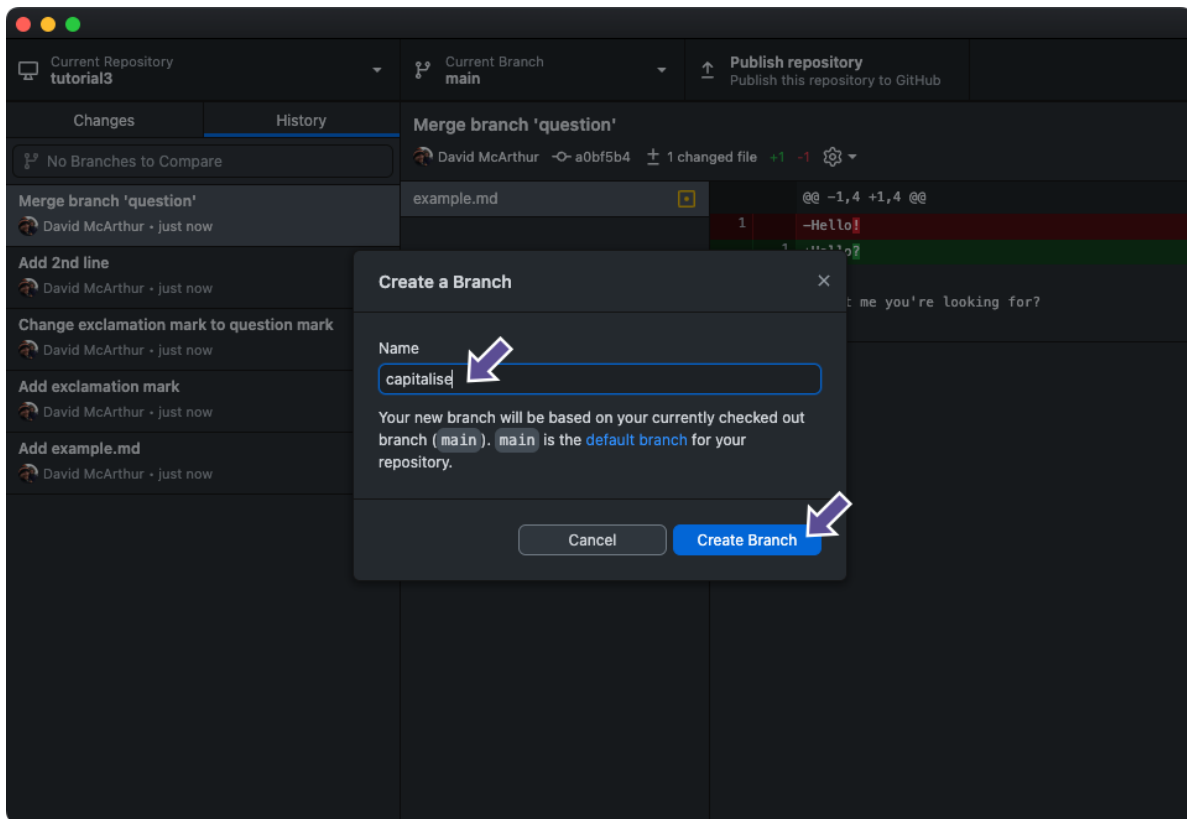 Current Repository
tutorial3
Current Branch
main
Publish repository
Publish this repository to GitHub
Changes
History
No Branches to Compare
Merge branch 'question'
David McArthur • just now
Add 2nd line
David McArthur • just now
Change exclamation mark to question mark
David McArthur • just now
Add exclamation mark
David McArthur • just now
Add example.md
David McArthur • just now
Merge branch 'question'
David McArthur a0bf5b4 1 changed file +1 -1
example.md
@@ -1,4 +1,4 @@
1 -Hello!
1
t me you're looking for?
Create a Branch
Name
capitalise
Your new branch will be based on your currently checked out
branch (main). main is the default branch for your
repository.
Cancel
Create Branch